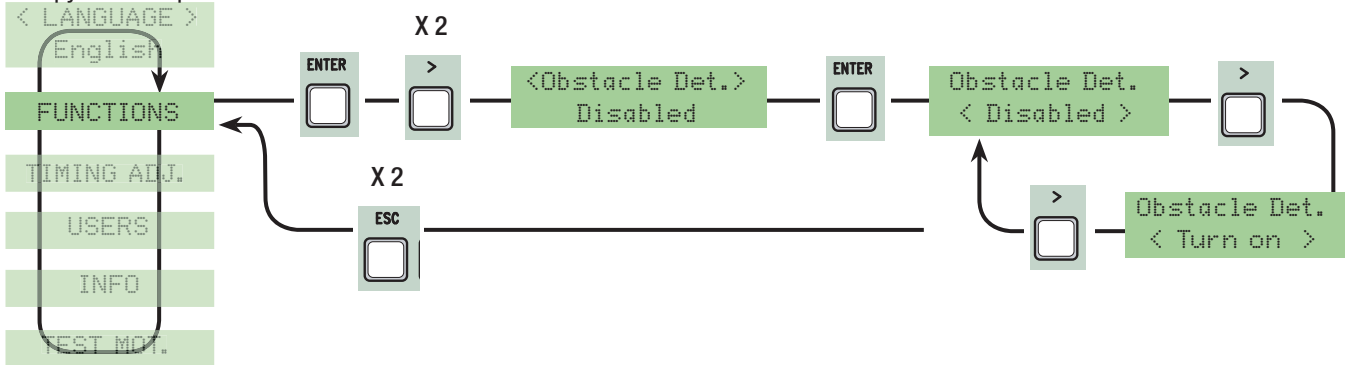 < LANGUAGE >
English
FUNCTIONS
TIMING ADJ.
USERS
INFO
TEST MOT.
ENTER
X 2
>
<Obstacle Det.>
Disabled
ENTER
Obstacle Det.
< Disabled >
>
Obstacle Det.
< Turn on >
>
X 2
ESC